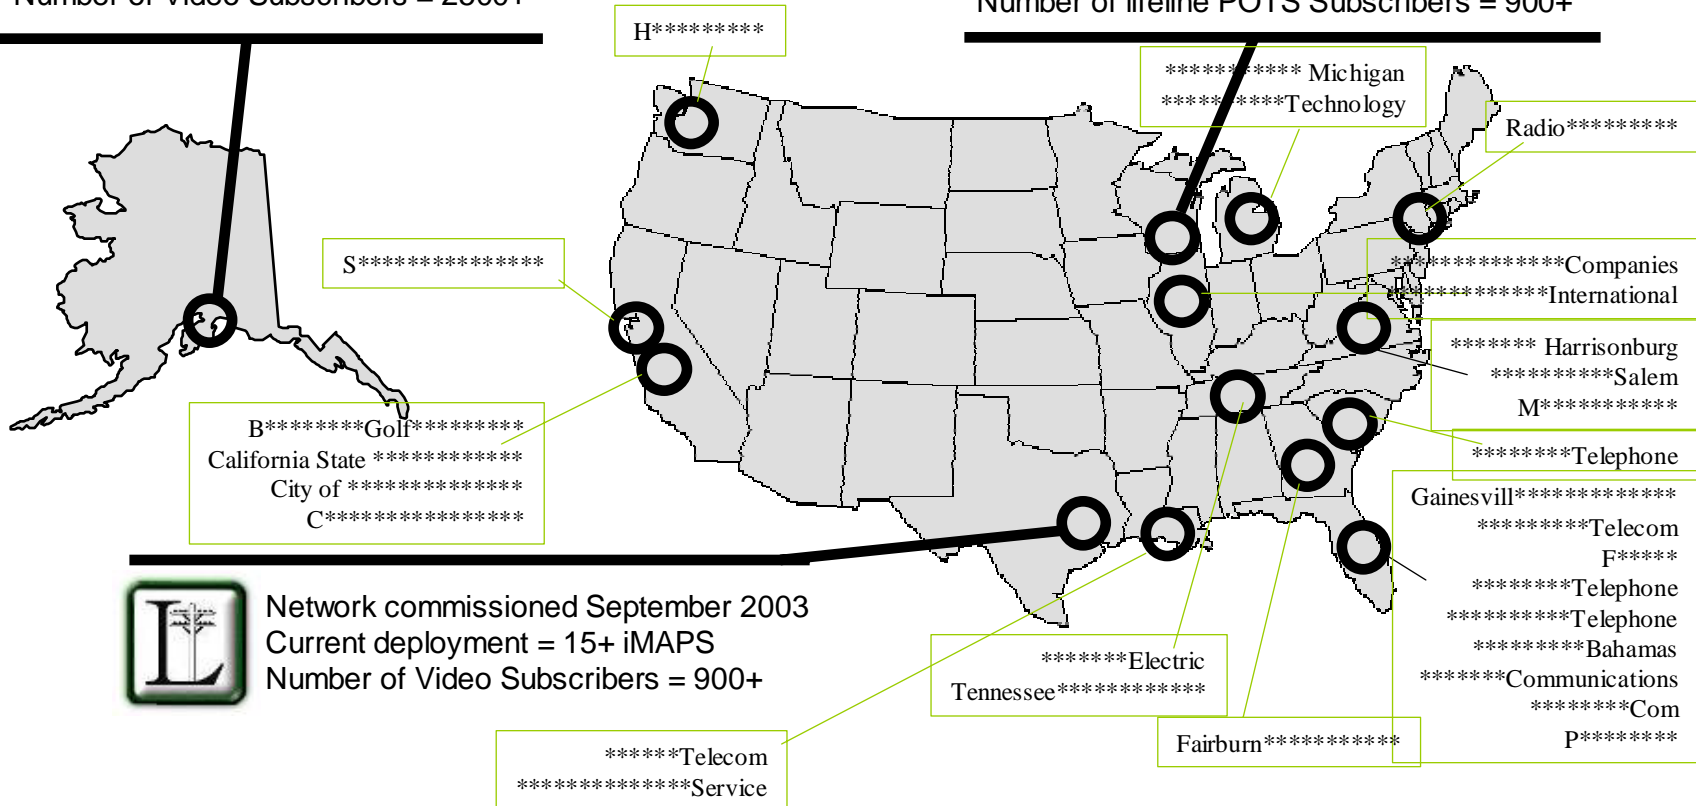 Number of Video Subscribers = 2500+
Number of lifeline POTS Subscribers = 900+
H*********
*********** Michigan
**********Technology
Radio*********
S***************
**************Companies
*************International
******* Harrisonburg
**********Salem
M***********
B********Golf*********
California State ************
City of **************
C****************
********Telephone
Gainesvill*************
*********Telecom
F*****
********Telephone
**********Telephone
*********Bahamas
*******Communications
********Com
P********
L
Network commissioned September 2003
Current deployment = 15+ iMAPS
Number of Video Subscribers = 900+
*******Electric
Tennessee************
Fairburn***********
******Telecom
**************Service